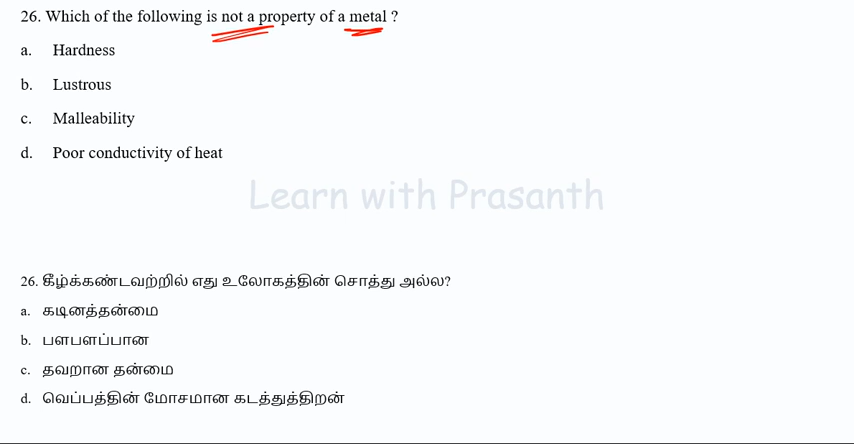 26. Which of the following is not a property of a metal ?
a. Hardness
b. Lustrous
c. Malleability
d. Poor conductivity of heat
Learn with Prasanth
26. கீழ்க்கண்டவற்றில் எது உலோகத்தின் சொத்து அல்ல?
a. கடினத்தன்மை
b. பளபளப்பான
c. தவறான தன்மை
d. வெப்பத்தின் மோசமான கடத்துத்திறன்